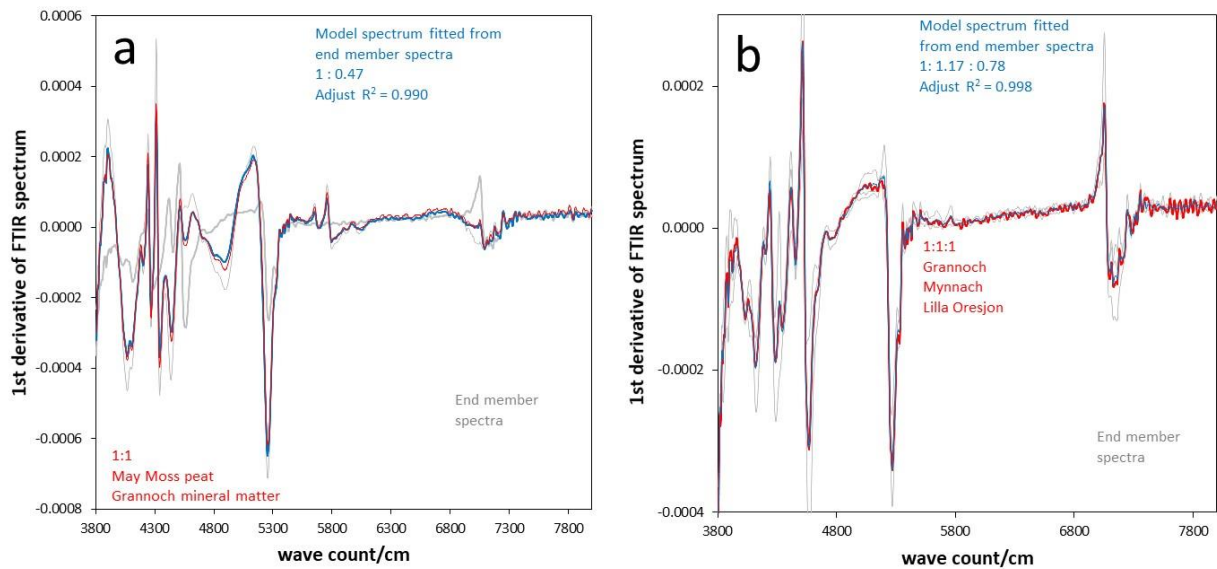 a
Model spectrum fitted from
end member spectra
1 : 0.47
Adjust R² = 0.990
1st derivative of FTIR spectrum
0.0006
0.0004
0.0002
0.0000
-0.0002
-0.0004
-0.0006
-0.0008
End member
spectra
1:1
May Moss peat
Grannoch mineral matter
3800 4300 4800 5300 5800 6300 6800 7300 7800
wave count/cm
b
Model spectrum fitted
from end member spectra
1: 1.17 : 0.78
Adjust R² = 0.998
1st derivative of FTIR spectrum
0.0002
0.0000
-0.0002
-0.0004
1:1:1
Grannoch
Mynnach
Lilla Oresjon
End member
spectra
3800 4800 5800 6800 7800
wave count/cm